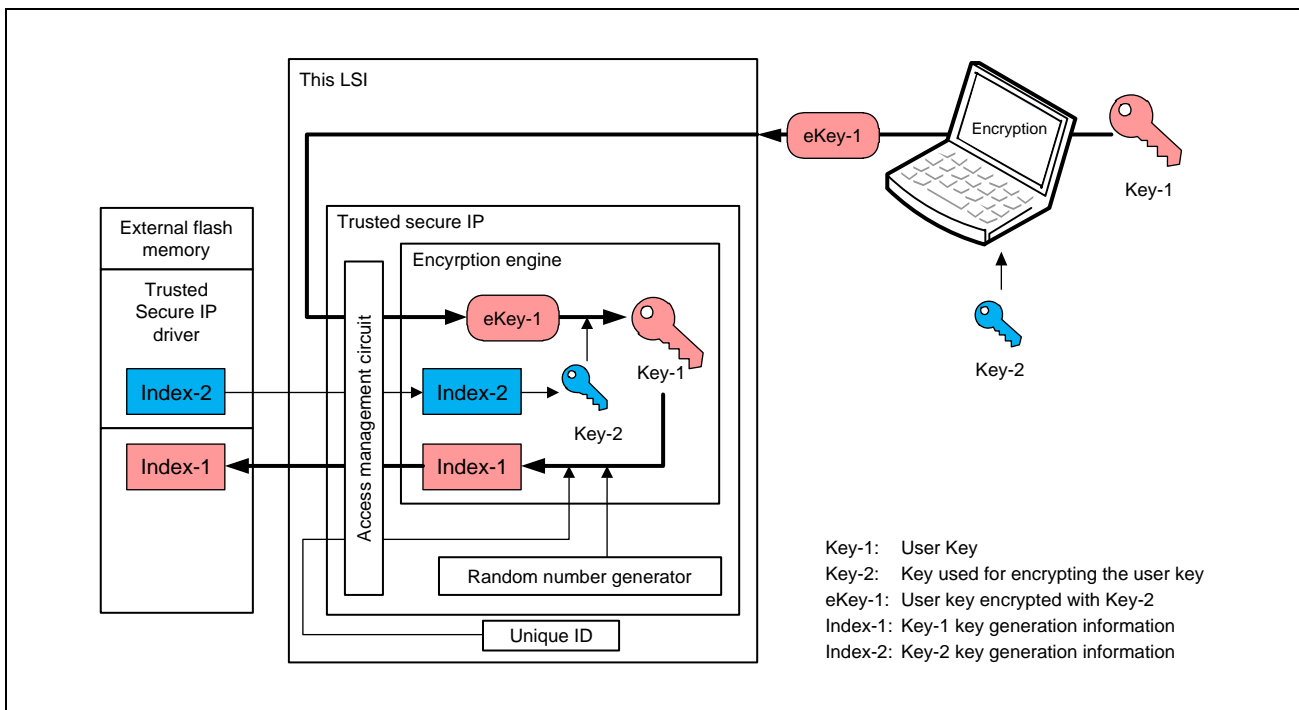 This LSI
eKey-1
Encryption
Key-1
Key-2
External flash
memory
Trusted
Secure IP
driver
Index-2
Index-1
Trusted secure IP
Access management circuit
Encyrption engine
eKey-1
Key-1
Index-2
Key-2
Index-1
Random number generator
Unique ID
Key-1: User Key
Key-2: Key used for encrypting the user key
eKey-1: User key encrypted with Key-2
Index-1: Key-1 key generation information
Index-2: Key-2 key generation information